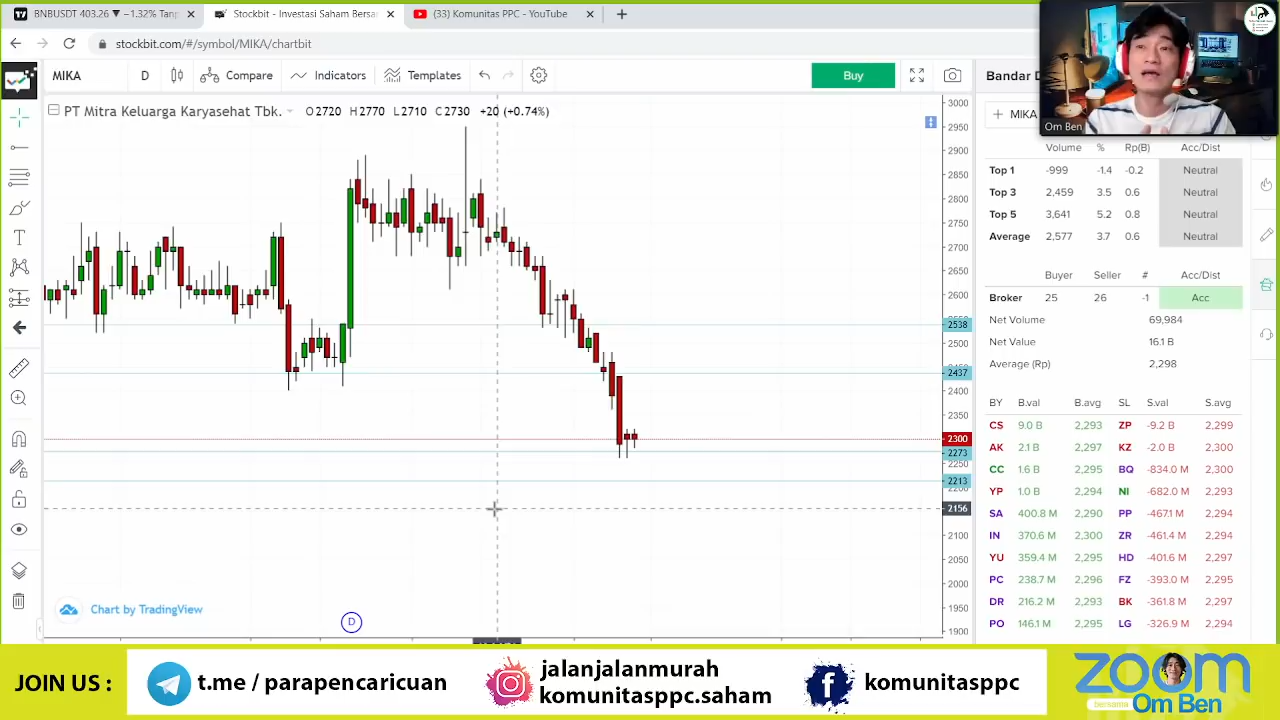 BNBUSDT 403.26 ▼ −1.32% Tanp
Stockbit - Investasi Saham Bersar
(33) Komunitas PPC - YouTube
stockbit.com/#/symbol/MIKA/chartbit
MIKA D Compare Indicators Templates Buy
PT Mitra Keluarga Karyasehat Tbk. O2720 H2770 L2710 C2730 +20 (+0.74%)
3000
2950
2900
2850
2800
2750
2700
2650
2600
2538
2500
2437
2400
2350
2300
2273
2250
2213
2156
2100
2050
2000
1950
1900
D
Chart by TradingView
Bandar D
MIKA
Om Ben
Volume % Rp(B) Acc/Dist
Top 1 -999 -1.4 -0.2 Neutral
Top 3 2,459 3.5 0.6 Neutral
Top 5 3,641 5.2 0.8 Neutral
Average 2,577 3.7 0.6 Neutral
Buyer Seller # Acc/Dist
Broker 25 26 -1 Acc
Net Volume 69,984
Net Value 16.1 B
Average (Rp) 2,298
BY B.val B.avg SL S.val S.avg
CS 9.0 B 2,293 ZP -9.2 B 2,299
AK 2.1 B 2,297 KZ -2.0 B 2,300
CC 1.6 B 2,295 BQ -834.0 M 2,300
YP 1.0 B 2,294 NI -682.0 M 2,293
SA 400.8 M 2,290 PP -467.1 M 2,294
IN 370.6 M 2,300 ZR -461.4 M 2,294
YU 359.4 M 2,295 HD -401.6 M 2,297
PC 238.7 M 2,296 FZ -393.0 M 2,295
DR 216.2 M 2,293 BK -361.8 M 2,297
PO 146.1 M 2,295 LG -326.9 M 2,294
JOIN US :
t.me / parapencaricuan
jalanjalanmurah
komunitasppc.saham
komunitasppc
zoom
bersama
Om Ben